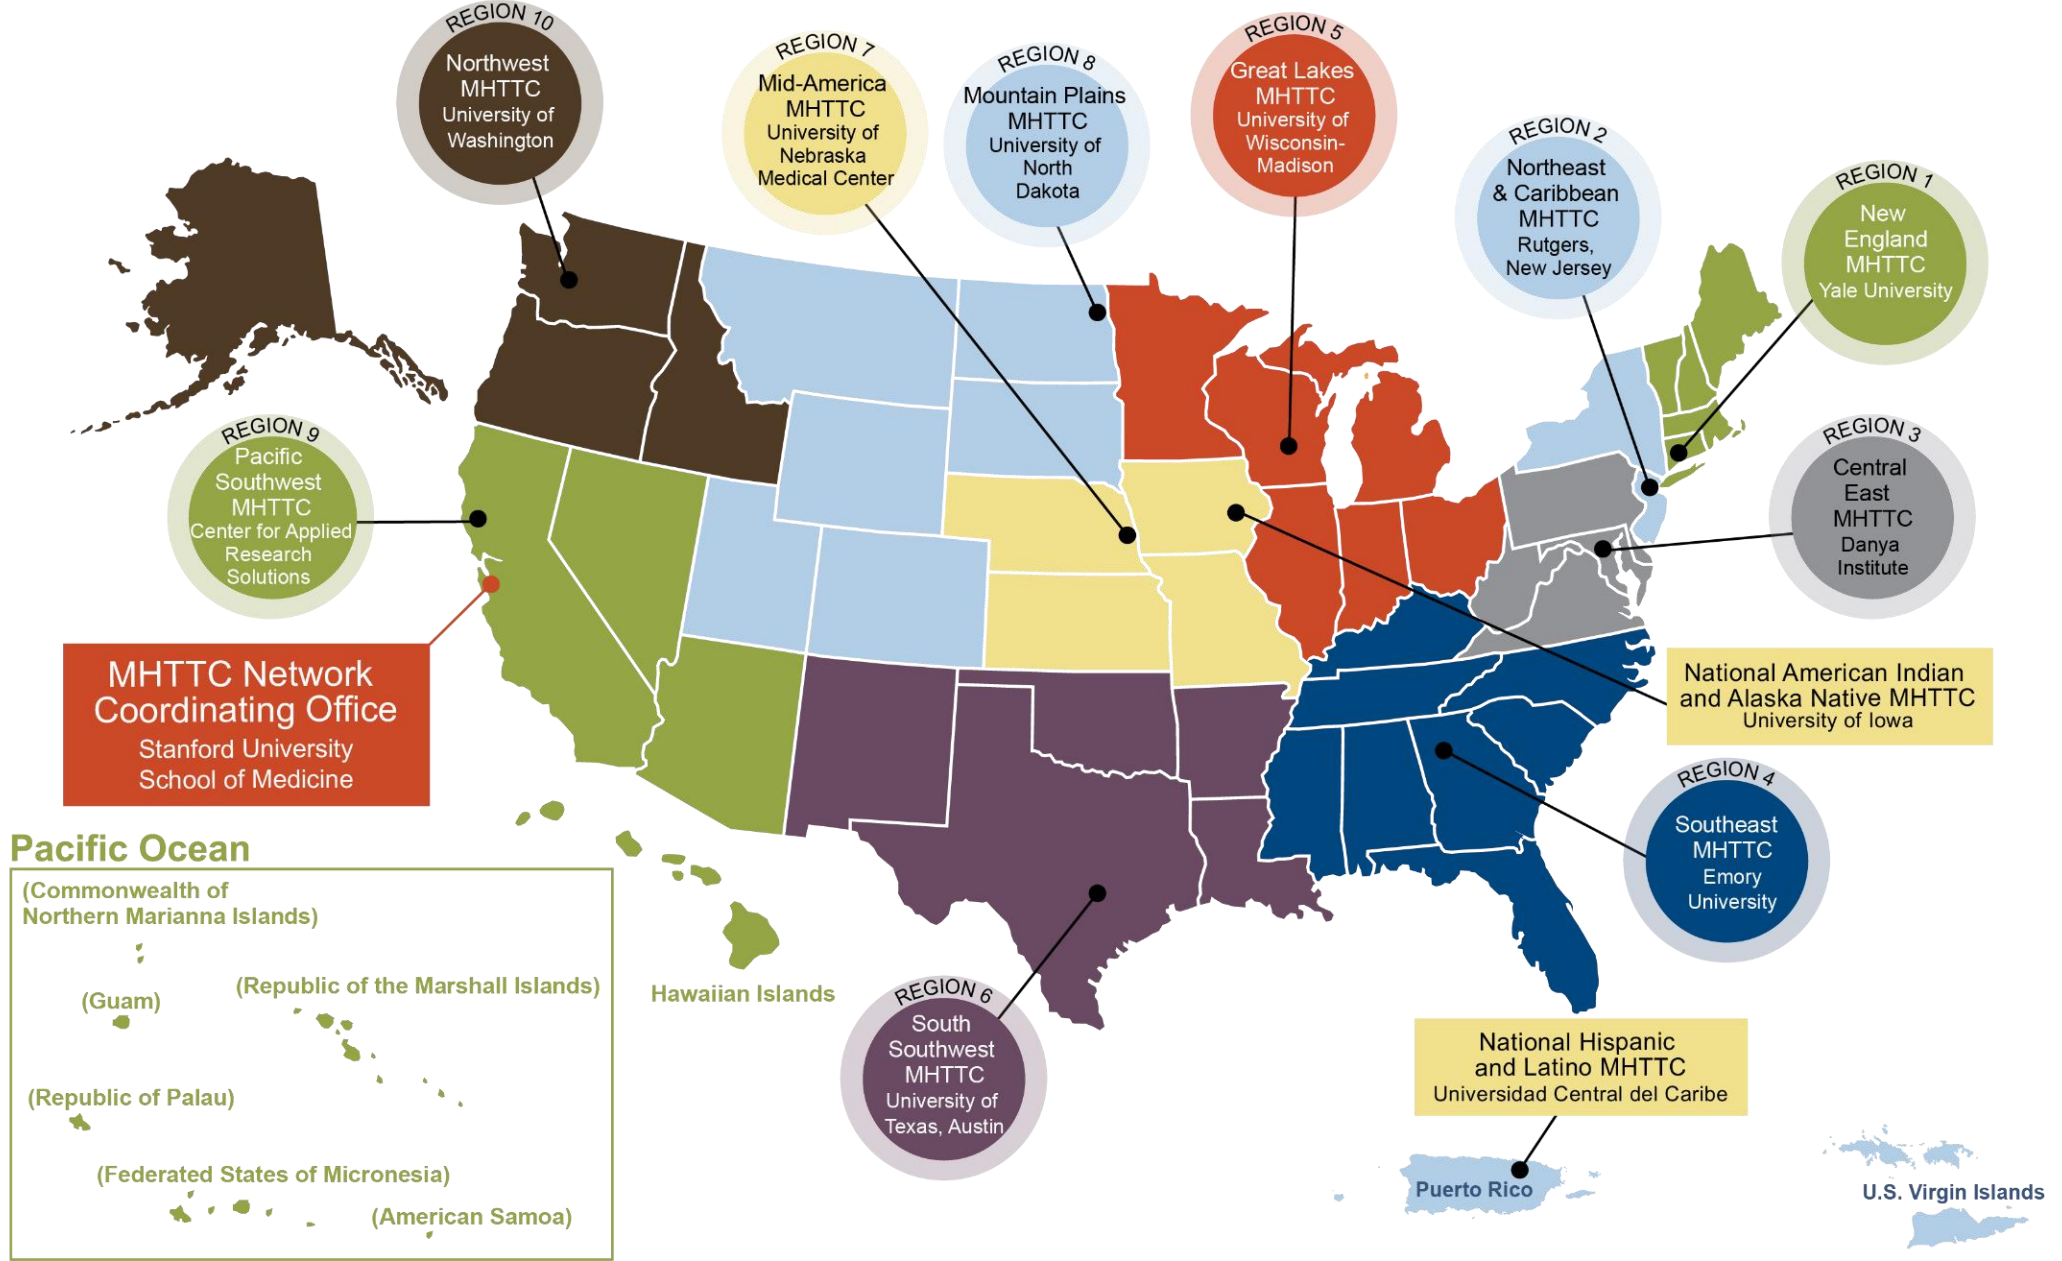 REGION 10
Northwest
MHTTC
University of
Washington
REGION 7
Mid-America
MHTTC
University of
Nebraska
Medical Center
REGION 8
Mountain Plains
MHTTC
University of
North
Dakota
REGION 5
Great Lakes
MHTTC
University of
Wisconsin-
Madison
REGION 2
Northeast
& Caribbean
MHTTC
Rutgers,
New Jersey
REGION 1
New
England
MHTTC
Yale University
REGION 9
Pacific
Southwest
MHTTC
Center for Applied
Research
Solutions
REGION 3
Central
East
MHTTC
Danya
Institute
MHTTC Network
Coordinating Office
Stanford University
School of Medicine
National American Indian
and Alaska Native MHTTC
University of Iowa
REGION 4
Southeast
MHTTC
Emory
University
Pacific Ocean
(Commonwealth of
Northern Marianna Islands)
(Guam)
(Republic of the Marshall Islands)
(Republic of Palau)
(Federated States of Micronesia)
(American Samoa)
Hawaiian Islands
REGION 6
South
Southwest
MHTTC
University of
Texas, Austin
National Hispanic
and Latino MHTTC
Universidad Central del Caribe
Puerto Rico
U.S. Virgin Islands